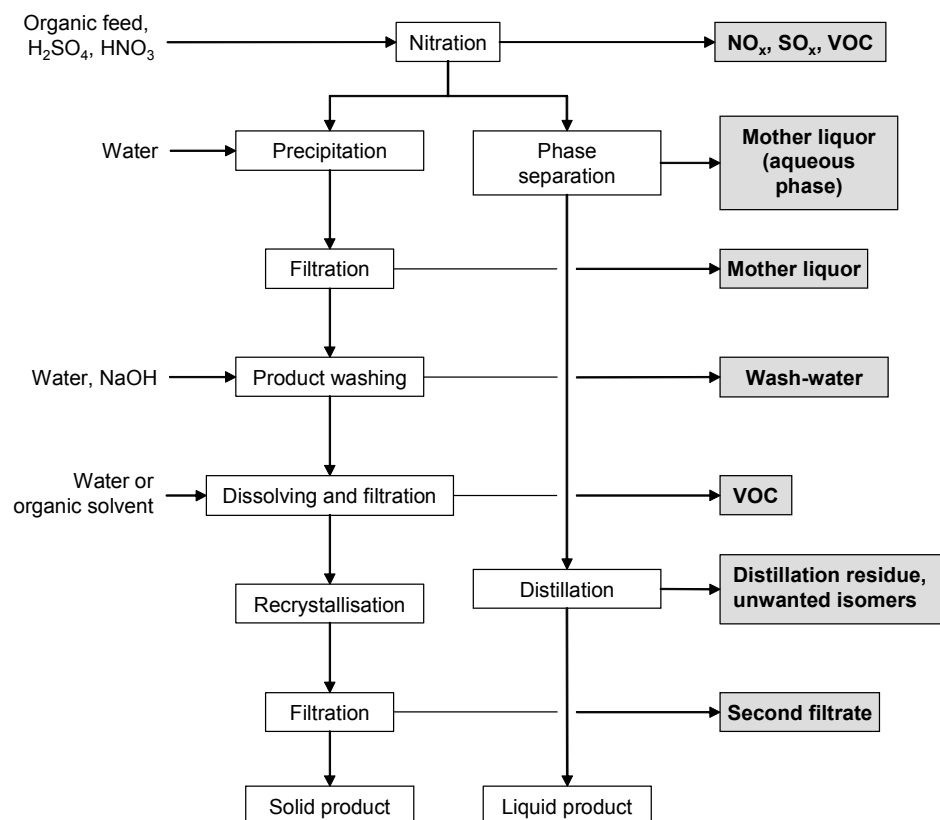 Organic feed,
H₂SO₄, HNO₃
Nitration
NOₓ, SOₓ, VOC
Water
Precipitation
Phase
separation
Mother liquor
(aqueous
phase)
Filtration
Mother liquor
Water, NaOH
Product washing
Wash-water
Water or
organic solvent
Dissolving and filtration
VOC
Recrystallisation
Distillation
Distillation residue,
unwanted isomers
Filtration
Second filtrate
Solid product
Liquid product